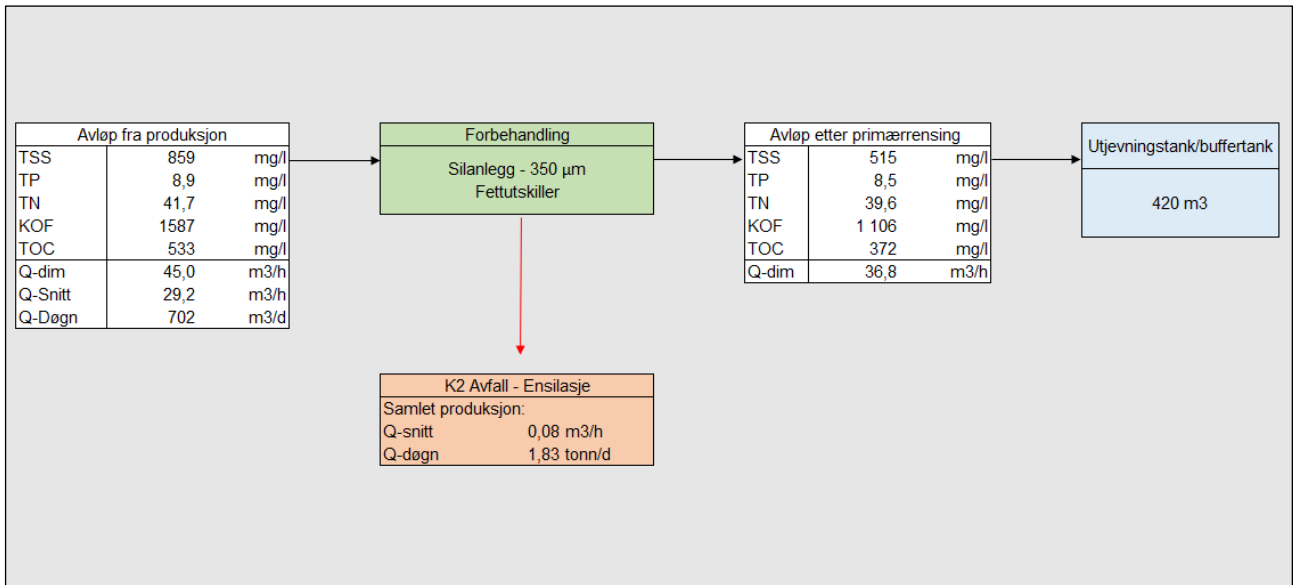 Avløp fra produksjon
TSS 859 mg/l
TP 8,9 mg/l
TN 41,7 mg/l
KOF 1587 mg/l
TOC 533 mg/l
Q-dim 45,0 m3/h
Q-Snitt 29,2 m3/h
Q-Døgn 702 m3/d
Forbehandling
Silanlegg - 350 µm
Fettutskiller
Avløp etter primærrensing
TSS 515 mg/l
TP 8,5 mg/l
TN 39,6 mg/l
KOF 1 106 mg/l
TOC 372 mg/l
Q-dim 36,8 m3/h
Utjevningstank/buffertank
420 m3
K2 Avfall - Ensilasje
Samlet produksjon:
Q-snitt 0,08 m3/h
Q-døgn 1,83 tonn/d